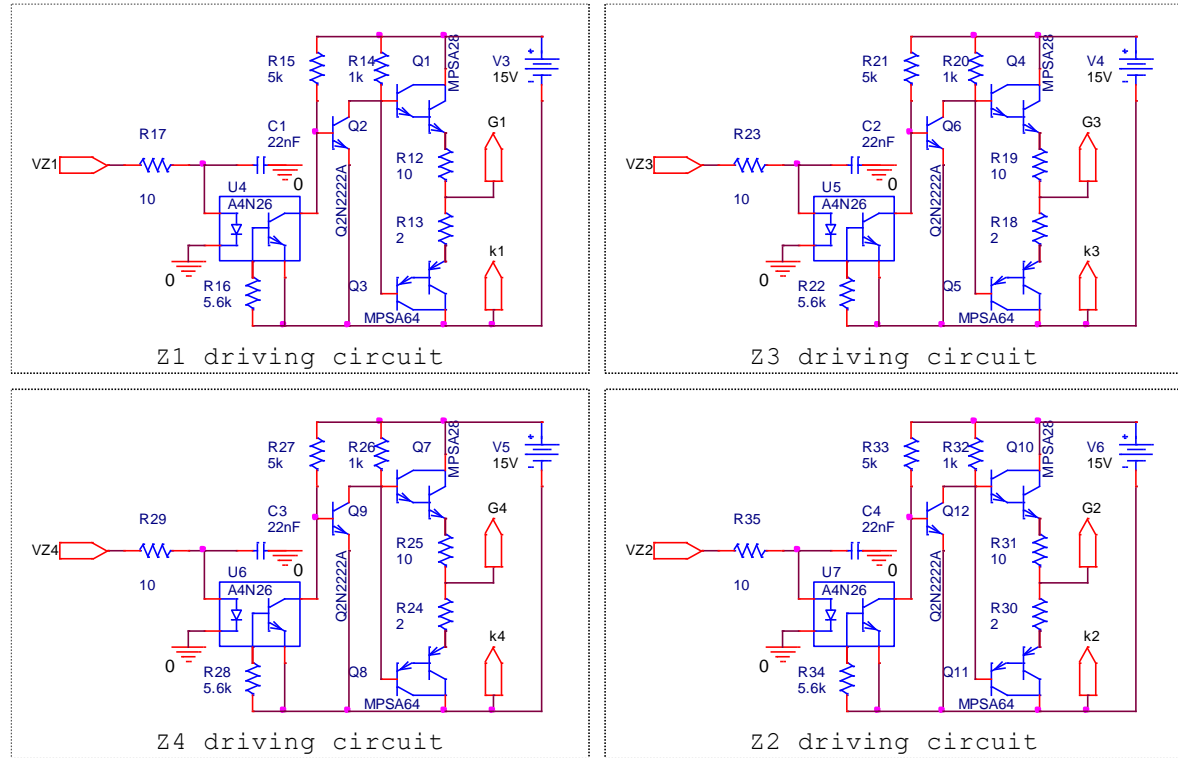 R15
5k
R14
1k
Q1
MPSA28
V3
15V
R17
10
VZ1
C1
22nF
0
Q2
Q2N2222A
G1
R12
10
U4
A4N26
R13
2
0
k1
R16
5.6k
Q3
MPSA64
Z1 driving circuit
R21
5k
R20
1k
Q4
MPSA28
V4
15V
R23
10
VZ3
C2
22nF
0
Q6
Q2N2222A
G3
R19
10
U5
A4N26
R18
2
0
k3
R22
5.6k
Q5
MPSA64
Z3 driving circuit
R27
5k
R26
1k
Q7
MPSA28
V5
15V
R29
10
VZ4
C3
22nF
0
Q9
Q2N2222A
G4
R25
10
U6
A4N26
R24
2
0
k4
R28
5.6k
Q8
MPSA64
Z4 driving circuit
R33
5k
R32
1k
Q10
MPSA28
V6
15V
R35
10
VZ2
C4
22nF
0
Q12
Q2N2222A
G2
R31
10
U7
A4N26
R30
2
0
k2
R34
5.6k
Q11
MPSA64
Z2 driving circuit